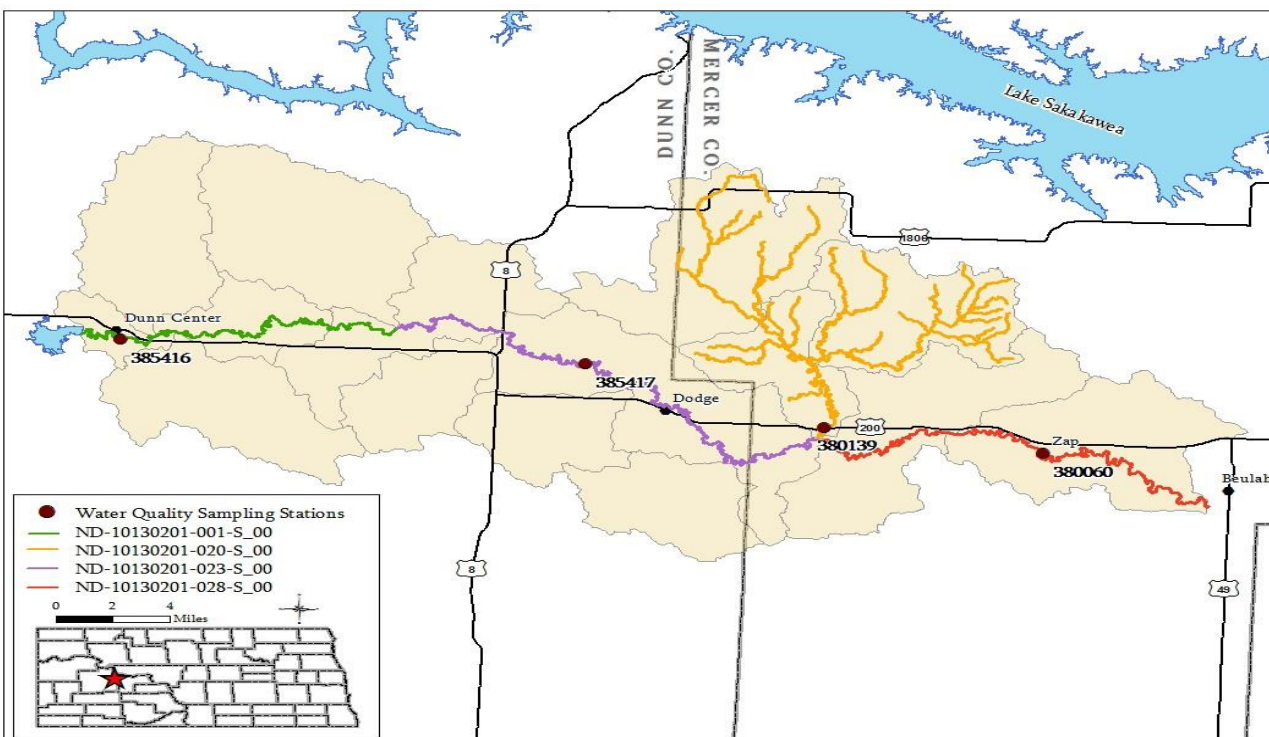 MERCER CO.
DUNN CO.
Lake Sakakawea
1806
8
Dunn Center
385416
385417
Dodge
200
380139
Zap
380060
Beulah
8
49
Water Quality Sampling Stations
ND-10130201-001-S_00
ND-10130201-020-S_00
ND-10130201-023-S_00
ND-10130201-028-S_00
0 2 4
Miles